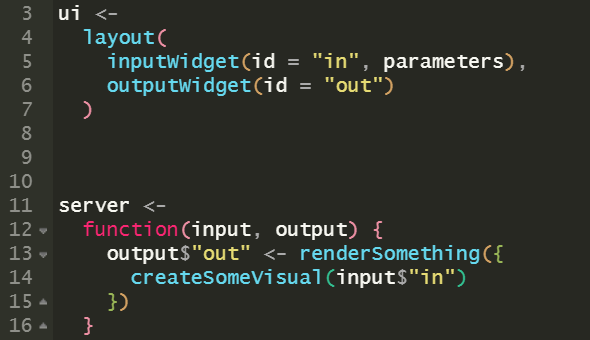 3 ui <-
4   layout(
5     inputWidget(id = "in", parameters),
6     outputWidget(id = "out")
7   )
8
9
10
11 server <-
12   function(input, output) {
13     output$"out" <- renderSomething({
14       createSomeVisual(input$"in")
15     })
16   }